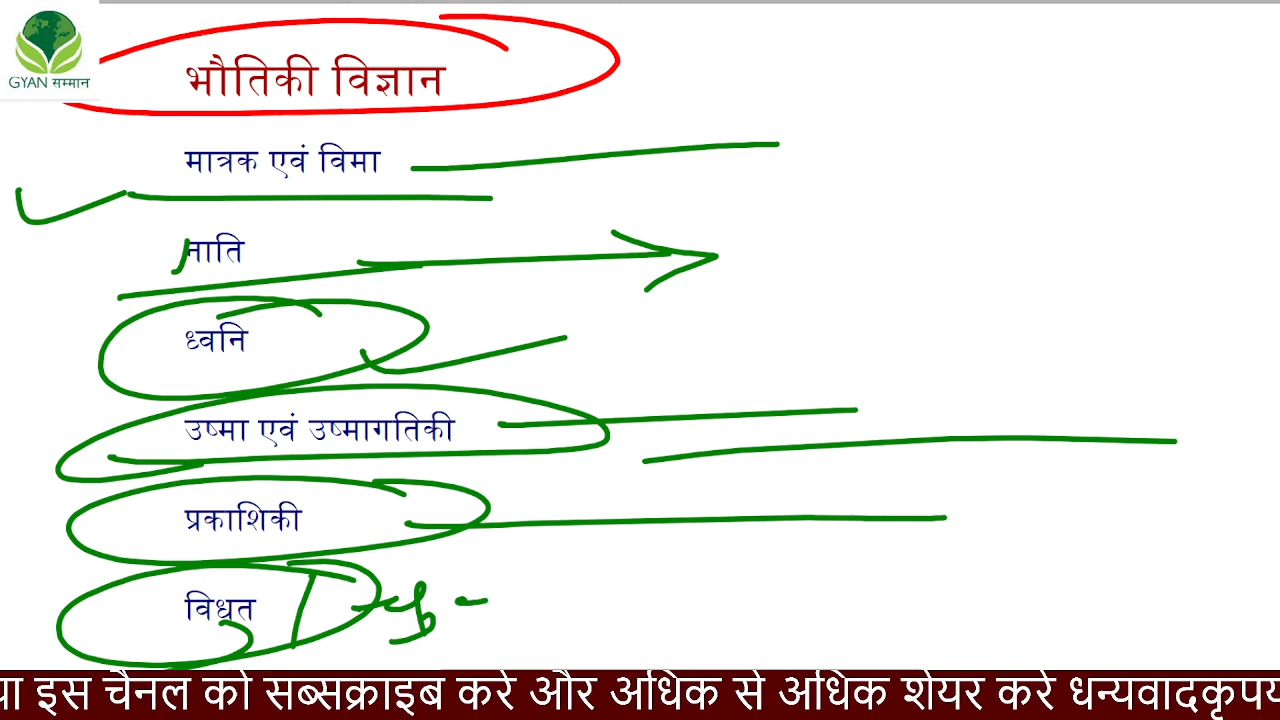 GYAN सम्मान
भौतिकी विज्ञान
मात्रक एवं विमा
ध्वनि
उष्मा एवं उष्मागतिकी
प्रकाशिकी
विधुत
या इस चैनल को सब्सक्राइब करे और अधिक से अधिक शेयर करे धन्यवादकृपय